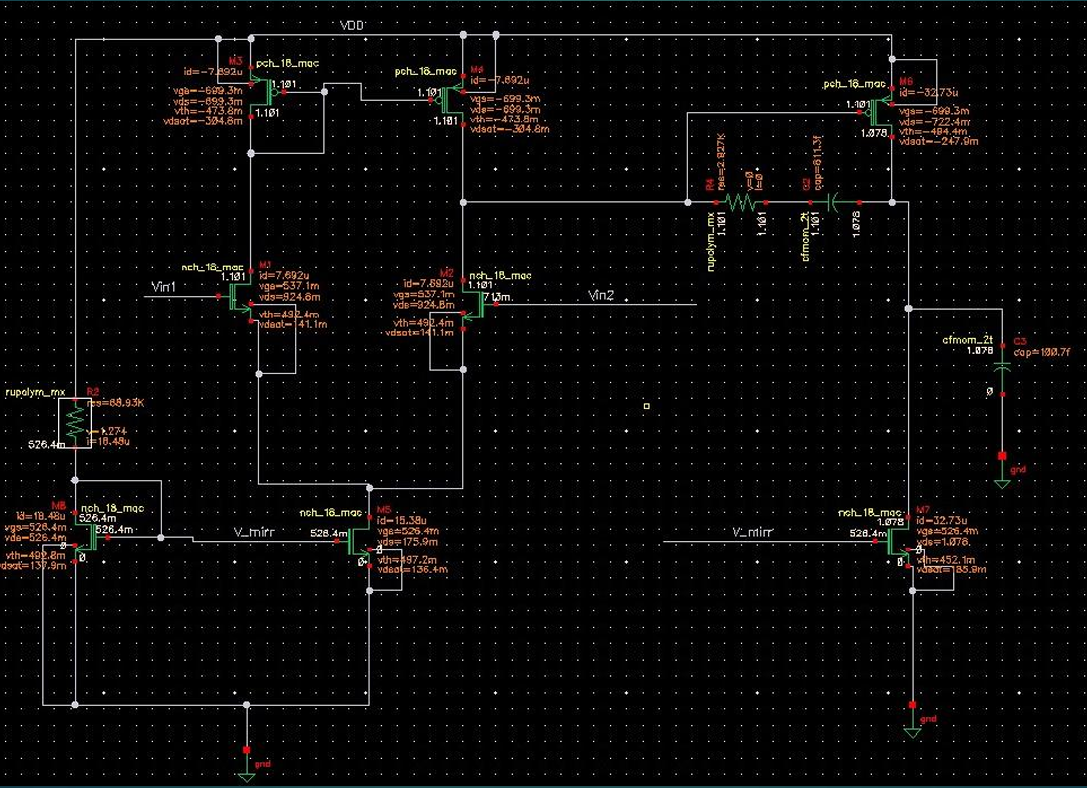 VDD
M3
pch_18_mac
id=-7.692u
vgs=-699.3m
vds=-699.3m
vth=-473.8m
vdsat=-304.8m
1.101
1.101
pch_18_mac
M4
id=-7.692u
vgs=-699.3m
vds=-699.3m
vth=-473.8m
vdsat=-304.8m
1.101
1.101
pch_18_mac
M6
id=-32.73u
vgs=-699.3m
vds=-722.4m
vth=-494.4m
vdsat=-247.9m
1.101
1.078
R4
res=2.827K
v=0
i=0
rupolym_mx
1.101
1.101
cap=611.3f
cfmom_2t
1.101
1.078
Vin1
nch_18_mac
1.101
M1
id=7.692u
vgs=537.1m
vds=924.8m
vth=492.4m
vdsat=141.1m
M2
id=7.692u
vgs=537.1m
vds=924.8m
vth=492.4m
vdsat=141.1m
nch_18_mac
1.101
713m
Vin2
cfmom_2t
1.078
C3
cap=100.7f
0
gnd
rupolym_mx
R2
res=68.93K
v=1.274
i=18.48u
526.4m
M8
nch_18_mac
id=18.48u
vgs=526.4m
vds=526.4m
vth=492.8m
vdsat=137.9m
526.4m
526.4m
0
0
V_mirr
nch_18_mac
526.4m
M5
id=15.38u
vgs=526.4m
vds=175.9m
vth=497.2m
vdsat=136.4m
0
0
V_mirr
nch_18_mac
1.078
526.4m
M7
id=32.73u
vgs=526.4m
vds=1.078
vth=452.1m
0
0
gnd
gnd